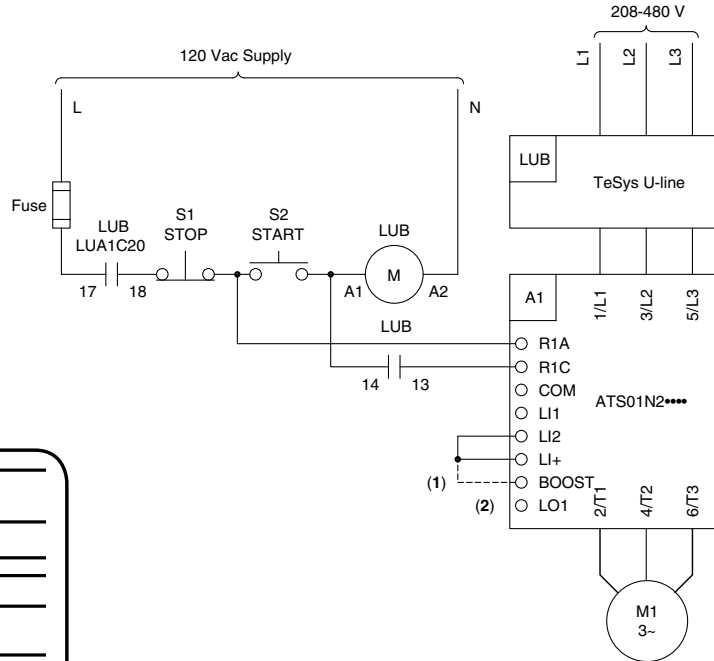 208-480 V
L1
L2
L3
120 Vac Supply
L
N
LUB
TeSys U-line
Fuse
LUB
LUA1C20
S1
STOP
S2
START
LUB
M
17
18
A1
A2
LUB
14
13
A1
1/L1
3/L2
5/L3
R1A
R1C
COM
LI1
LI2
LI+
BOOST
LO1
ATS01N2••••
(1)
(2)
2/T1
4/T2
6/T3
M1
3~